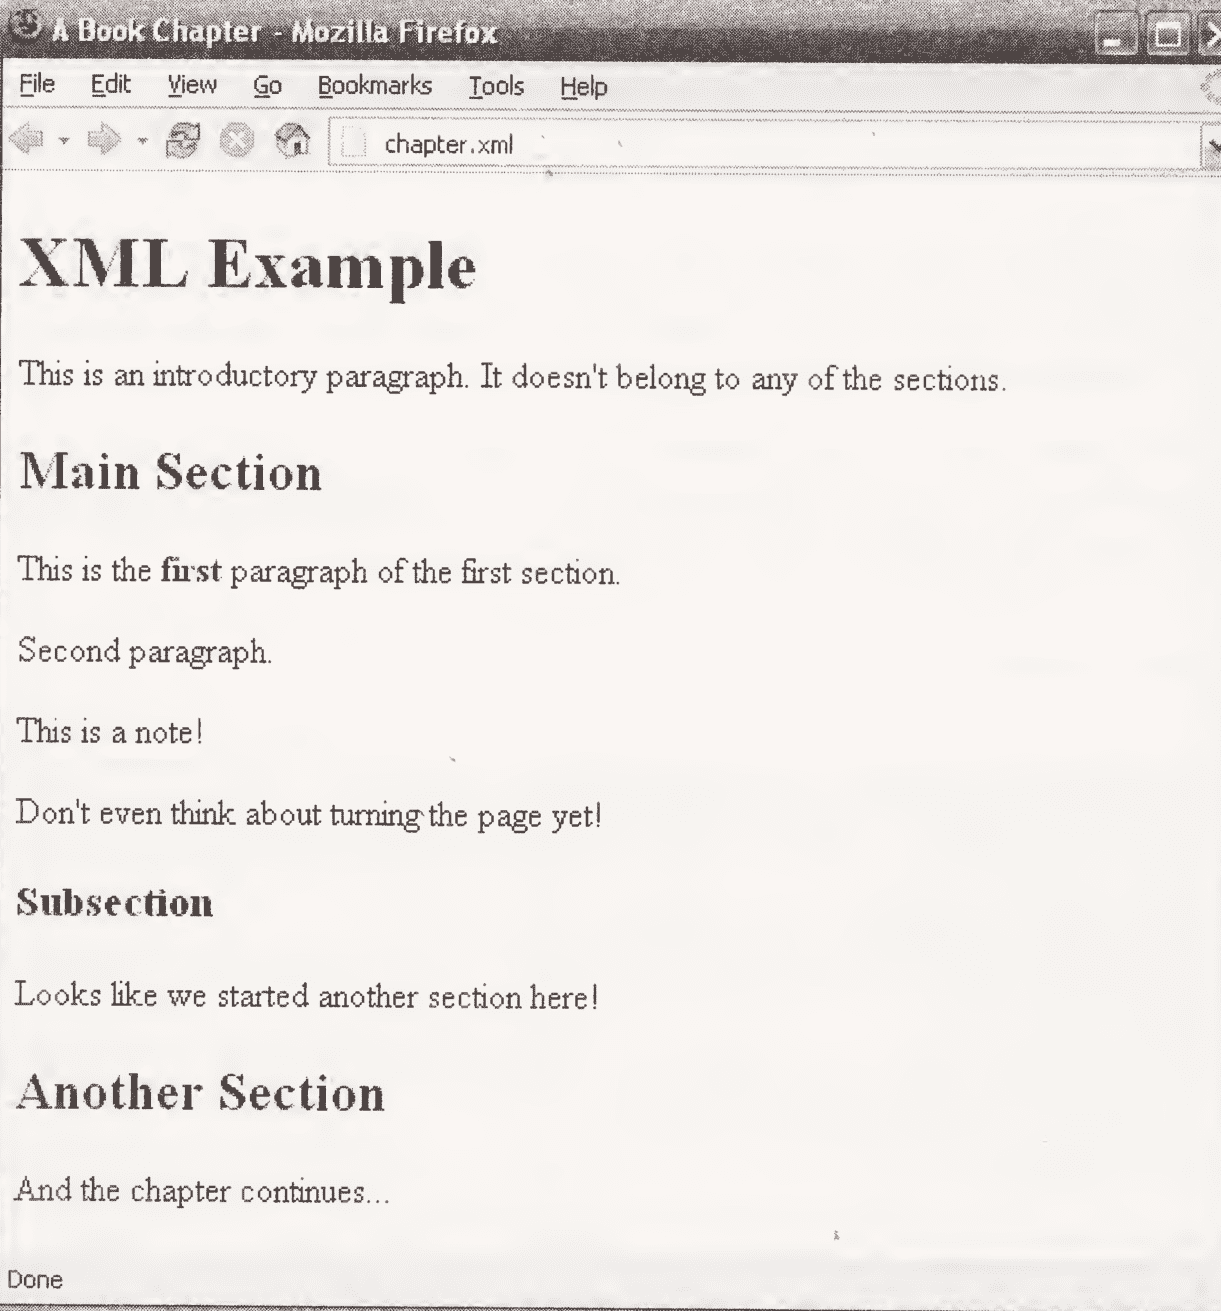 A Book Chapter - Mozilla Firefox
File Edit View Go Bookmarks Tools Help
chapter.xml
XML Example
This is an introductory paragraph. It doesn't belong to any of the sections.
Main Section
This is the first paragraph of the first section.
Second paragraph.
This is a note!
Don't even think about turning the page yet!
Subsection
Looks like we started another section here!
Another Section
And the chapter continues...
Done